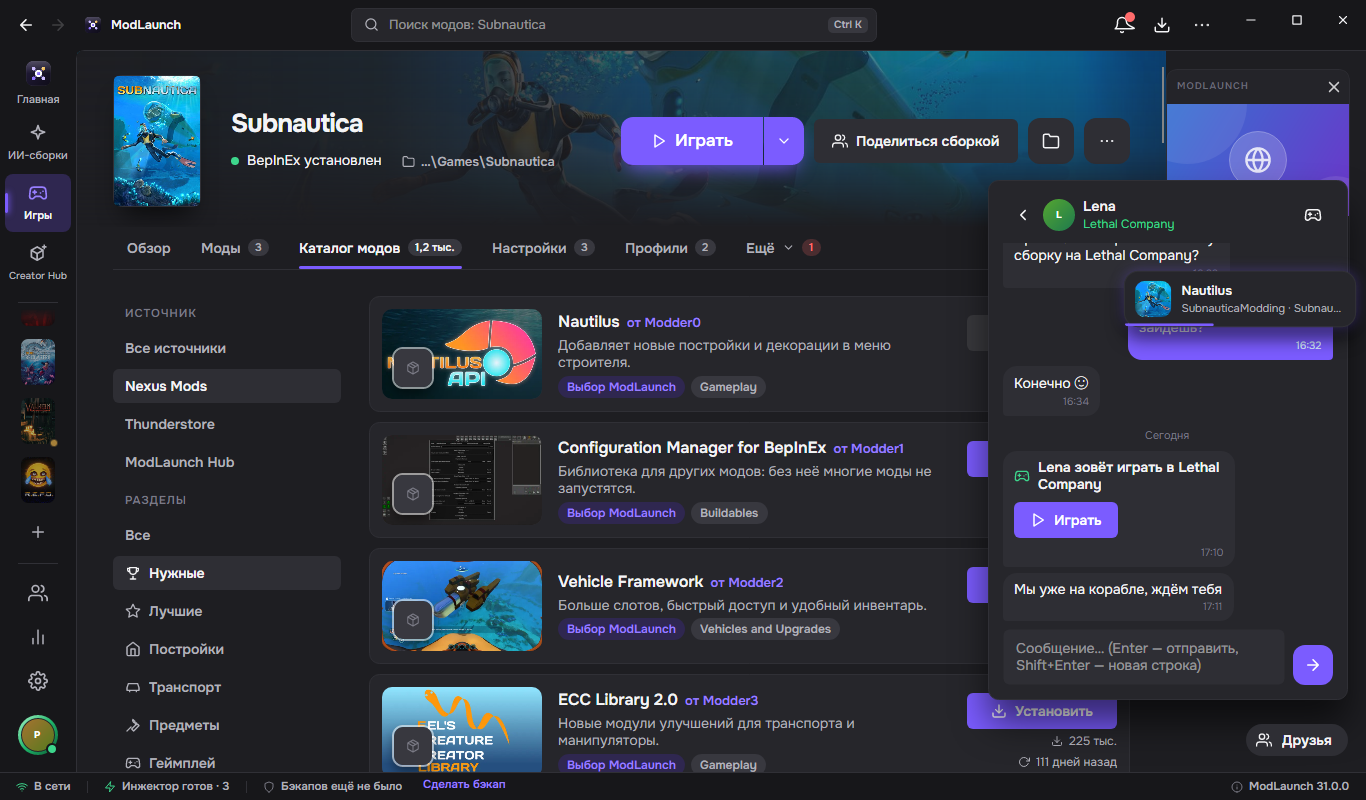 ModLaunch
Поиск модов: Subnautica
Ctrl K
Главная
ИИ-сборки
Игры
Creator Hub
SUBNAUTICA
Subnautica
BepInEx установлен
...\Games\Subnautica
Играть
Поделиться сборкой
MODLAUNCH
Обзор
Моды 3
Каталог модов 1,2 тыс.
Настройки 3
Профили 2
Ещё 1
ИСТОЧНИК
Все источники
Nexus Mods
Thunderstore
ModLaunch Hub
РАЗДЕЛЫ
Все
Нужные
Лучшие
Постройки
Транспорт
Предметы
Геймплей
Nautilus от Modder0
Добавляет новые постройки и декорации в меню
строителя.
Выбор ModLaunch
Gameplay
API
Configuration Manager for BepInEx от Modder1
Библиотека для других модов: без неё многие моды не
запустятся.
Выбор ModLaunch
Buildables
Vehicle Framework от Modder2
Больше слотов, быстрый доступ и удобный инвентарь.
Выбор ModLaunch
Vehicles and Upgrades
ECC Library 2.0 от Modder3
Новые модули улучшений для транспорта и
манипуляторы.
Выбор ModLaunch
Gameplay
LIBRARY
Установить
225 тыс.
111 дней назад
L
Lena
Lethal Company
сборку на Lethal Company?
Nautilus
SubnauticaModding · Subnau...
зайдешь?
16:32
Конечно
16:34
Сегодня
Lena зовёт играть в Lethal
Company
Играть
17:10
Мы уже на корабле, ждём тебя
17:11
Сообщение... (Enter — отправить,
Shift+Enter — новая строка)
Друзья
P
В сети
Инжектор готов · 3
Бэкапов ещё не было
Сделать бэкап
ModLaunch 31.0.0